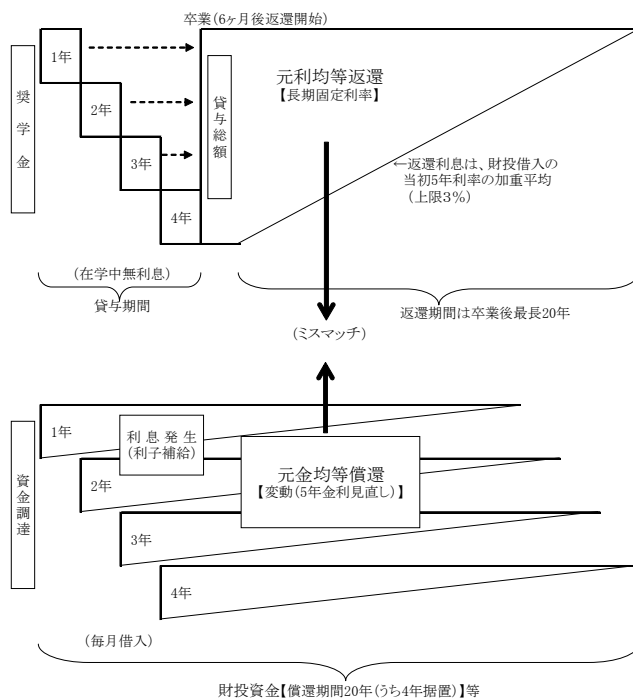 卒業(6ヶ月後返還開始)
奨学金
1年
2年
3年
4年
貸与総額
元利均等返還
【長期固定利率】
←返還利息は、財投借入の
当初5年利率の加重平均
(上限3%)
(在学中無利息)
貸与期間
返還期間は卒業後最長20年
(ミスマッチ)
資金調達
1年
利息発生
(利子補給)
2年
元金均等償還
【変動(5年金利見直し)】
3年
4年
(毎月借入)
財投資金【償還期間20年(うち4年据置)】等